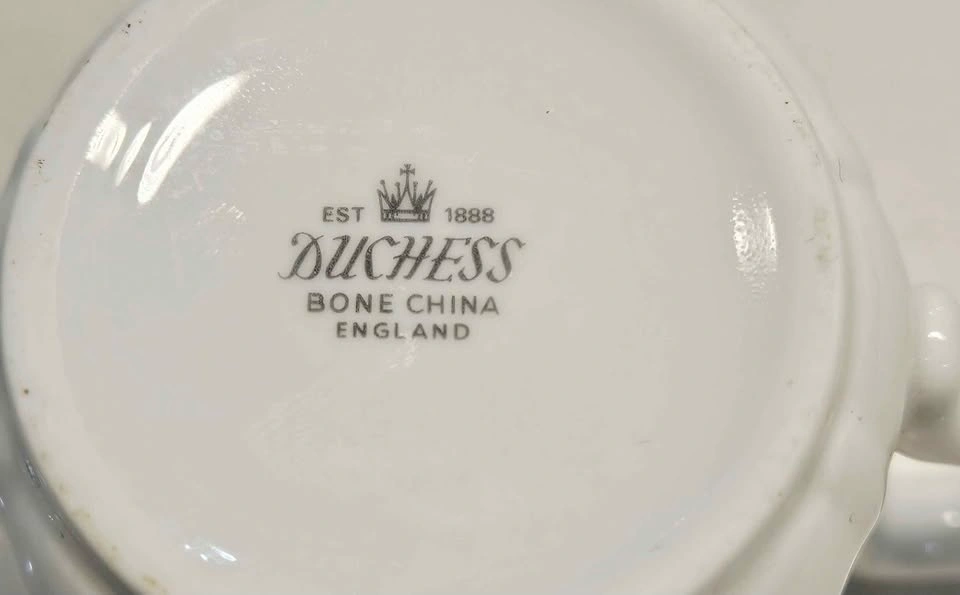 EST 1888
DUCHESS
BONE CHINA
ENGLAND